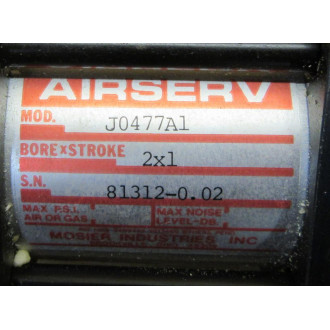 AIRSERV
MOD. J0477A1
BORE×STROKE 2x1
S.N. 81312-0.02
MAX P.S.I. MAX NOISE
AIR OR GAS LEVEL-DB.
MOSIER INDUSTRIES INC